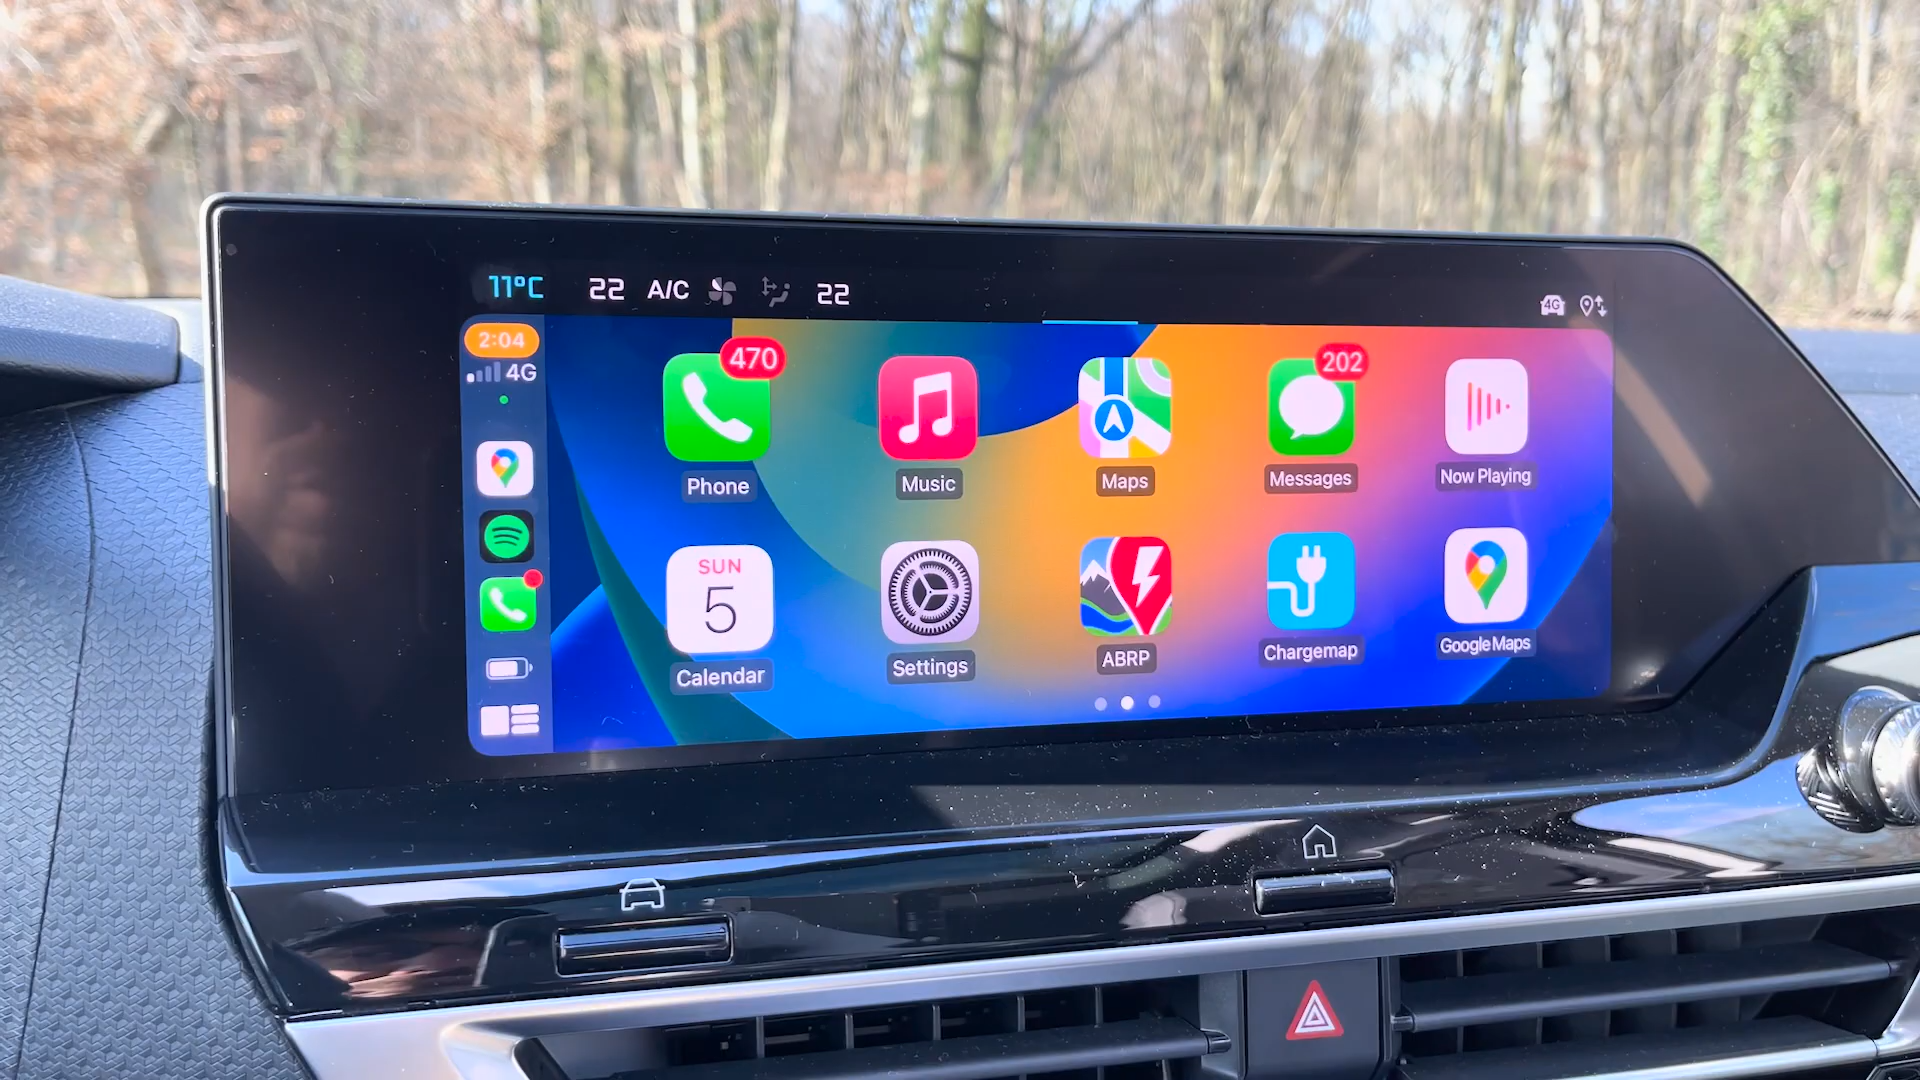 11°C 22 A/C 22
4G
2:04
4G
470
202
Phone
Music
Maps
Messages
Now Playing
SUN
5
Calendar
Settings
ABRP
Chargemap
Google Maps